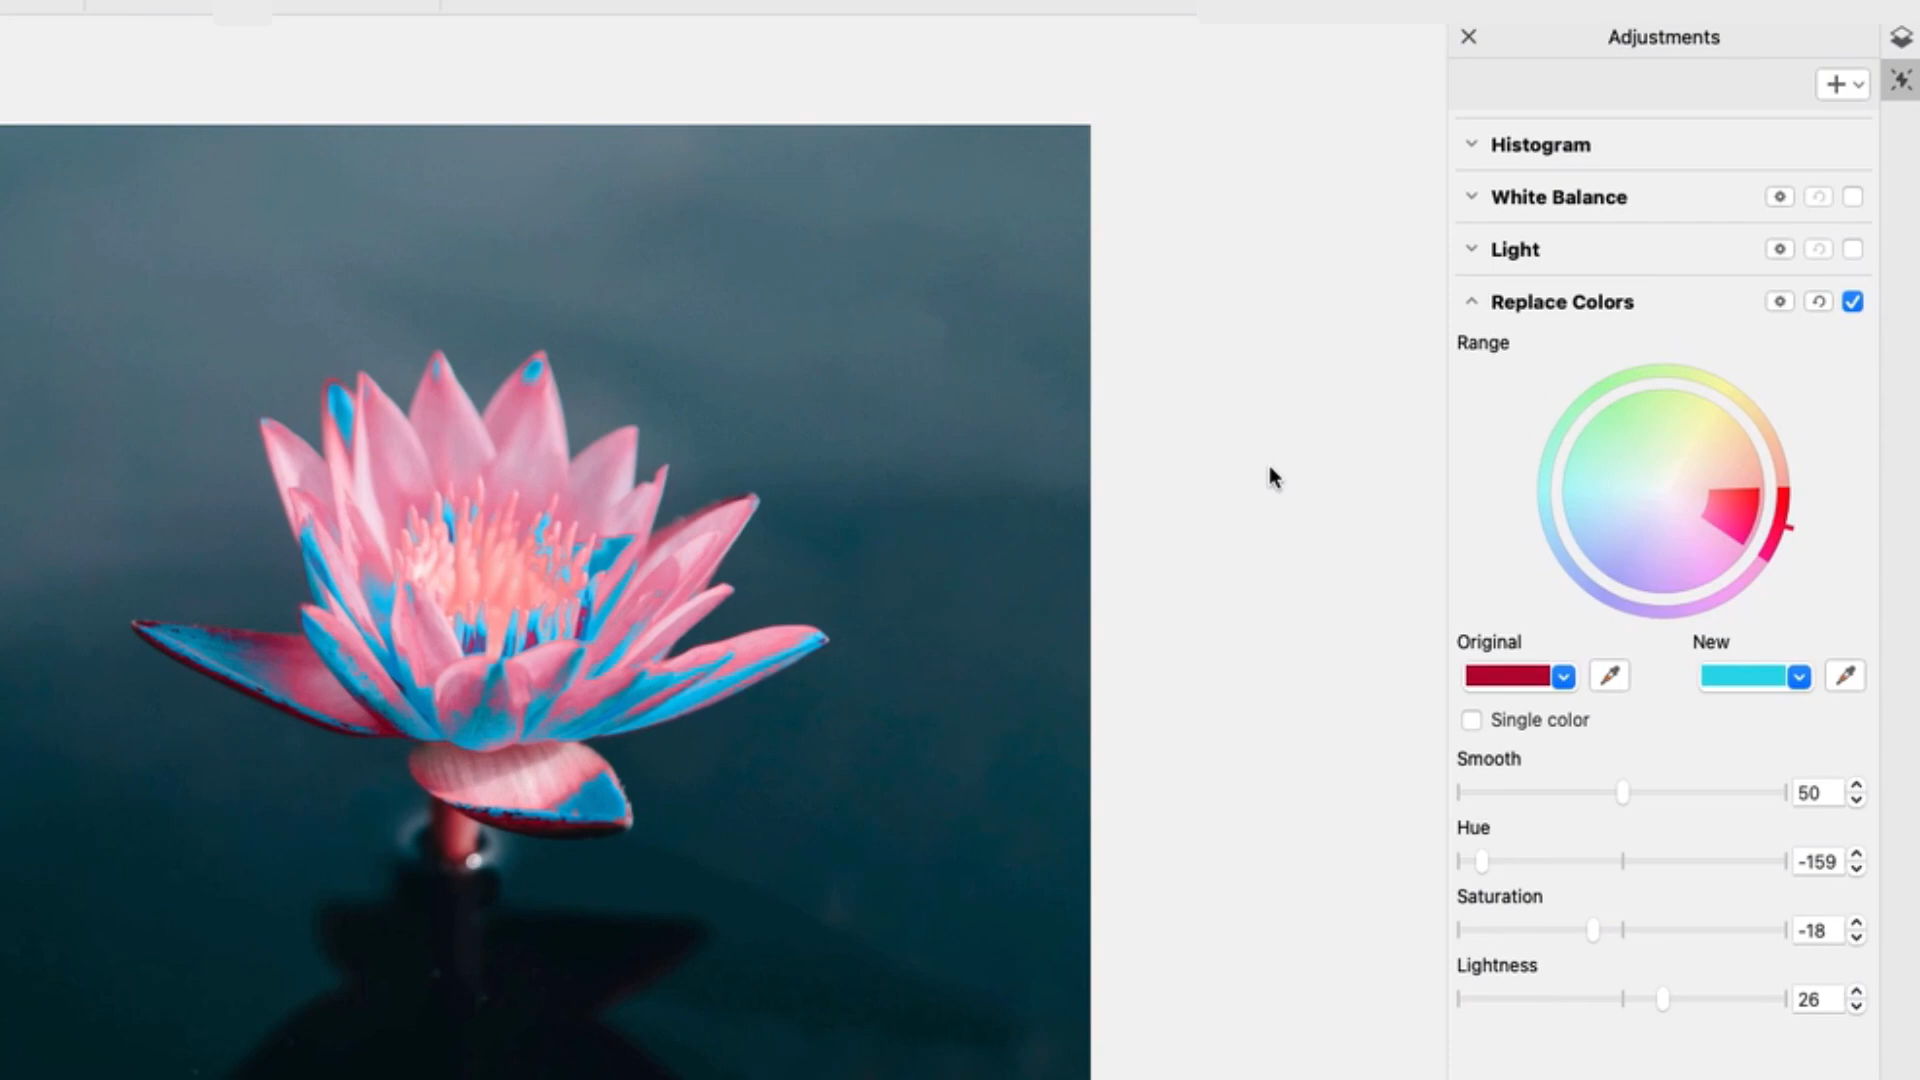 Adjustments
Histogram
White Balance
Light
Replace Colors
Range
Original New
Single color
Smooth
50
Hue
-159
Saturation
-18
Lightness
26